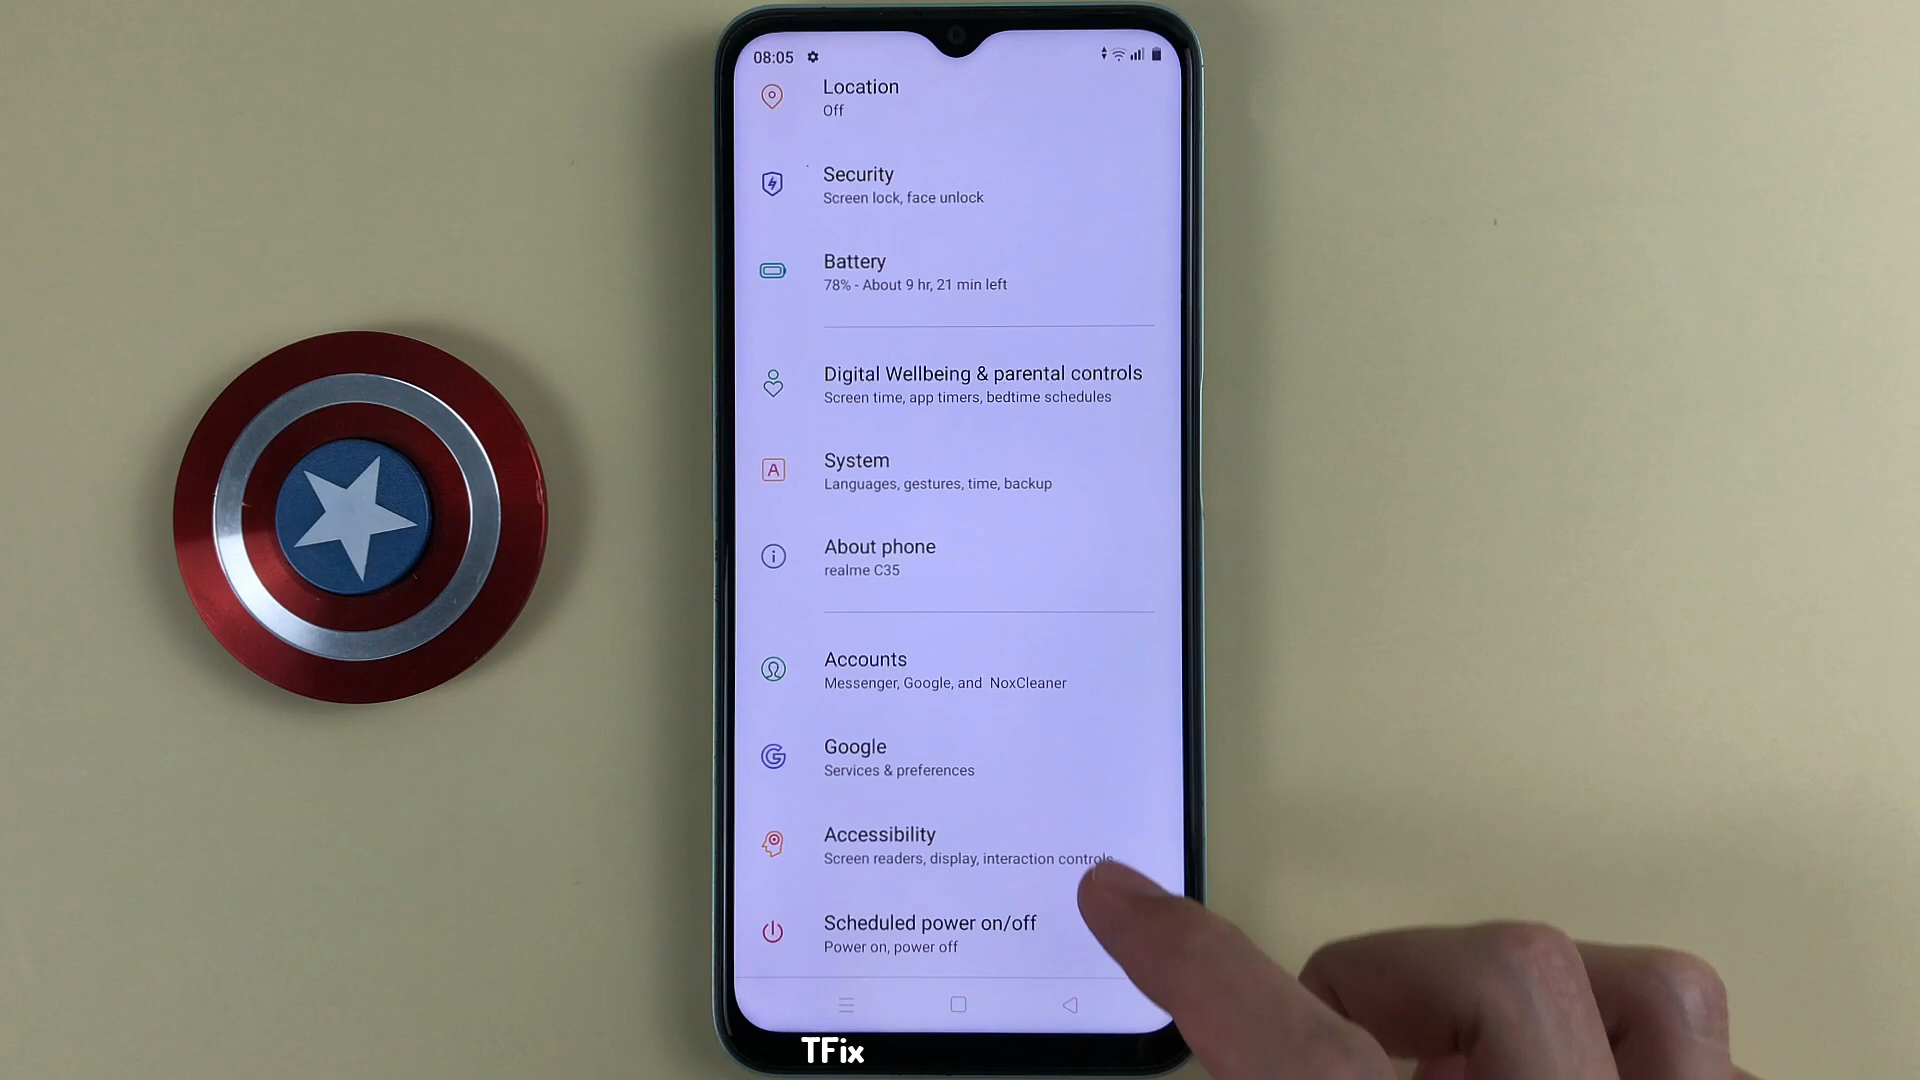 08:05
Location
Off
Security
Screen lock, face unlock
Battery
78% - About 9 hr, 21 min left
Digital Wellbeing & parental controls
Screen time, app timers, bedtime schedules
System
Languages, gestures, time, backup
About phone
realme C35
Accounts
Messenger, Google, and NoxCleaner
Google
Services & preferences
Accessibility
Screen readers, display, interaction controls
Scheduled power on/off
Power on, power off
TFix